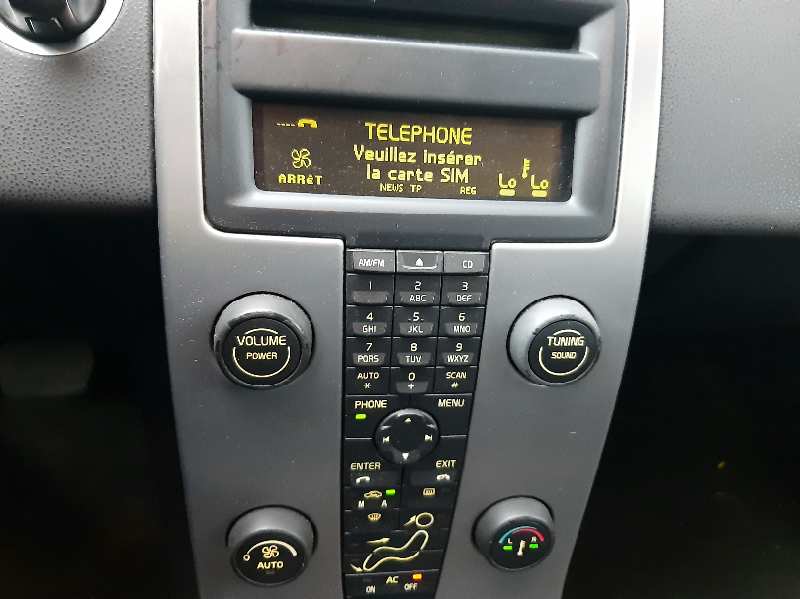 TELEPHONE
Veuillez insérer
la carte SIM
ARRêT
NEWS TP REG
Lo Lo
AM/FM CD
1 2 3
ABC DEF
4 5 6
GHI JKL MNO
7 8 9
PQRS TUV WXYZ
AUTO 0 SCAN
* + #
VOLUME
POWER
TUNING
SOUND
PHONE MENU
ENTER EXIT
M A
AUTO
L R
AC
ON OFF